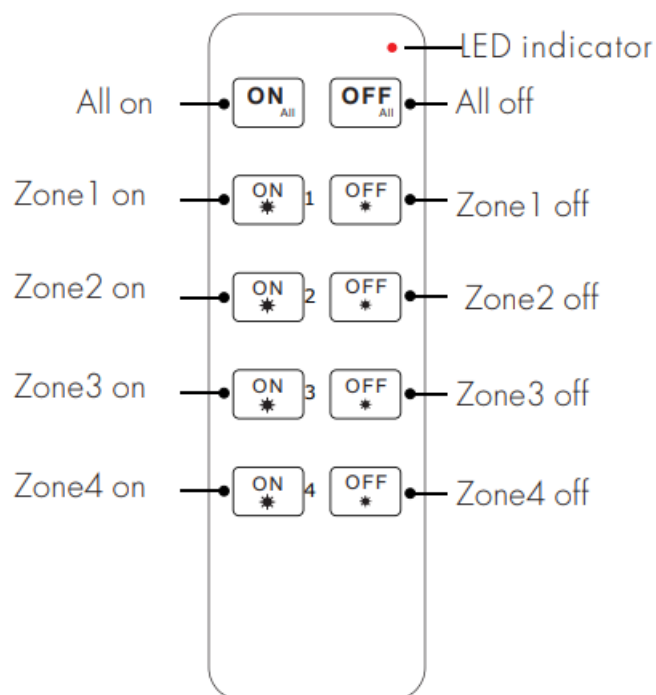 LED indicator
All on
ON
All
OFF
All
All off
Zone1 on
ON
1
OFF
Zone1 off
Zone2 on
ON
2
OFF
Zone2 off
Zone3 on
ON
3
OFF
Zone3 off
Zone4 on
ON
4
OFF
Zone4 off